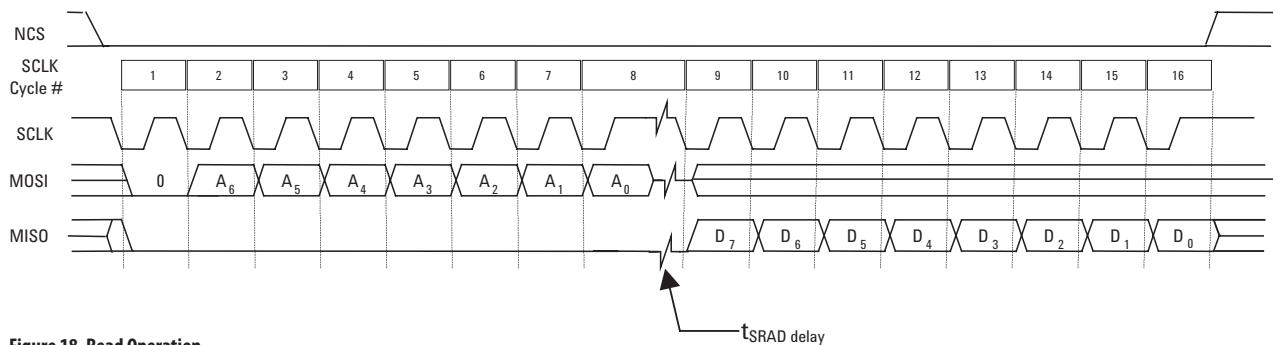 NCS
SCLK
Cycle #
1 2 3 4 5 6 7 8 9 10 11 12 13 14 15 16
SCLK
MOSI 0 A6 A5 A4 A3 A2 A1 A0
MISO D7 D6 D5 D4 D3 D2 D1 D0
tSRAD delay
Figure 18. Read Operation